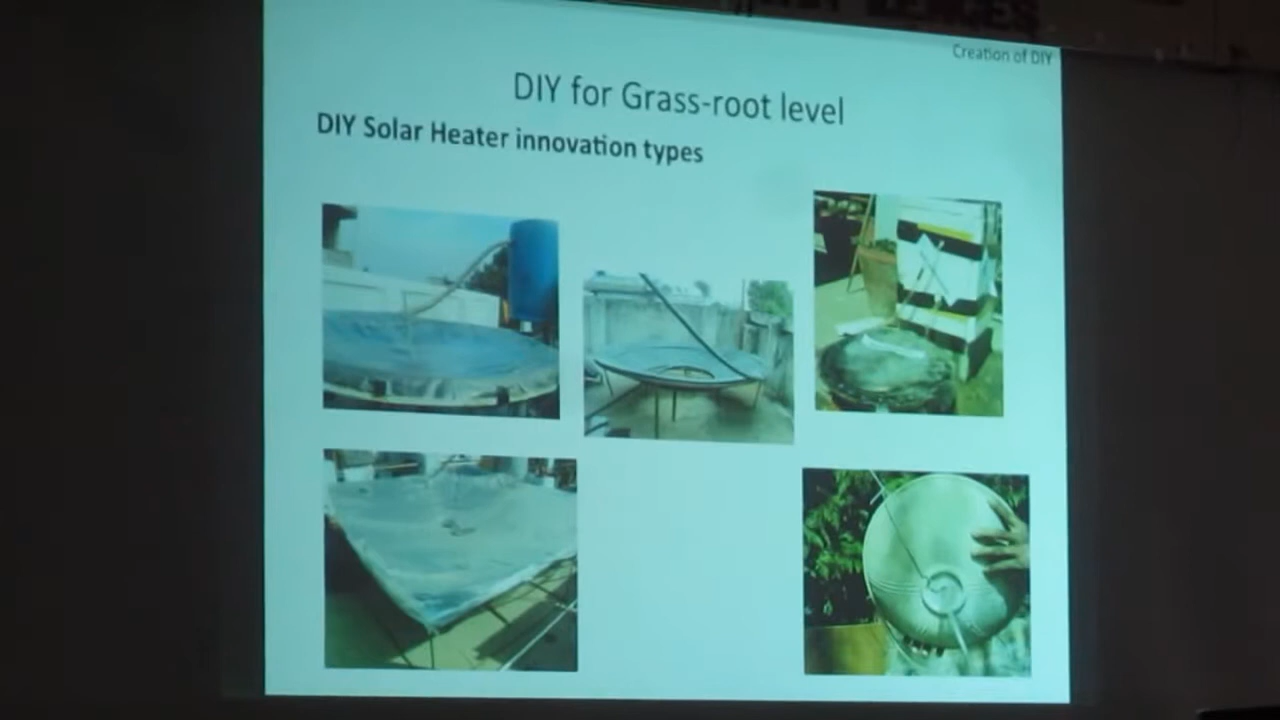 Creation of DIY
DIY for Grass-root level
DIY Solar Heater innovation types